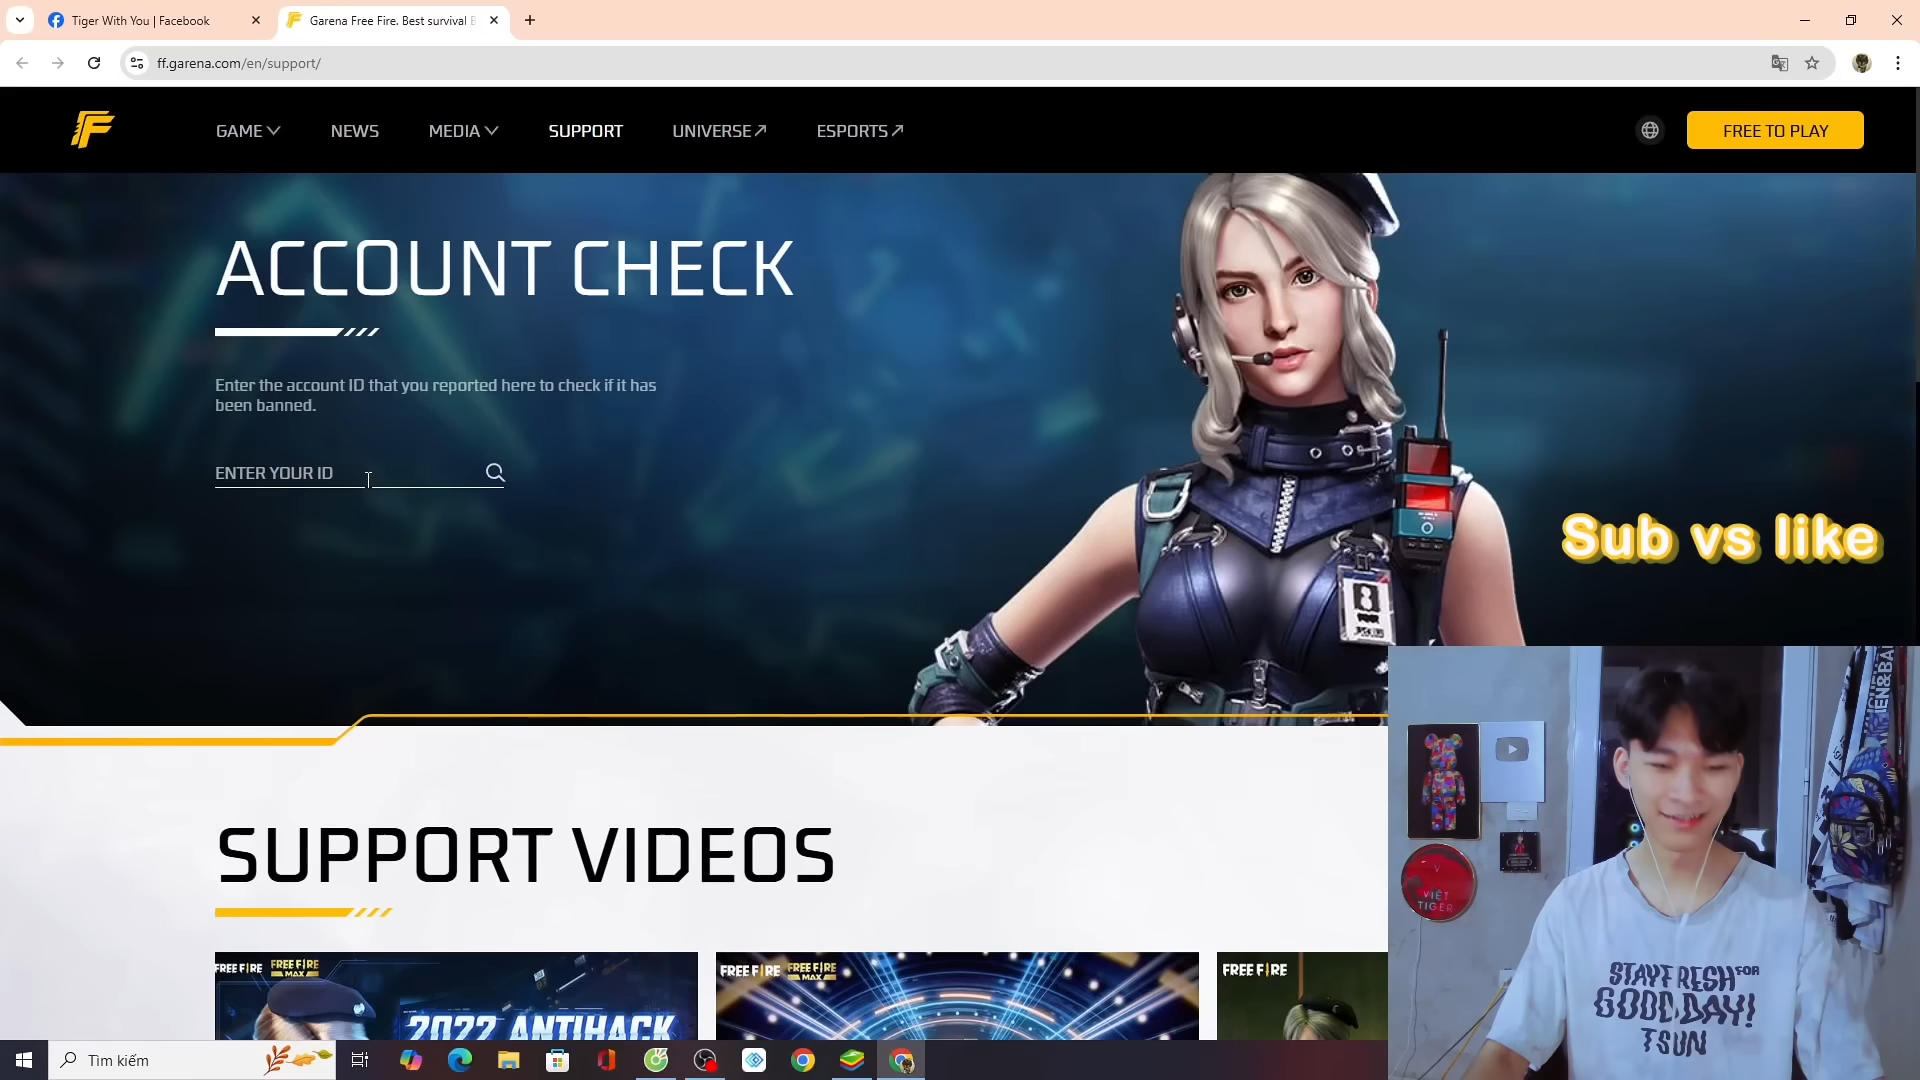 Tiger With You | Facebook
Garena Free Fire. Best survival B
ff.garena.com/en/support/
GAME
NEWS
MEDIA
SUPPORT
UNIVERSE
ESPORTS
FREE TO PLAY
ACCOUNT CHECK
Enter the account ID that you reported here to check if it has
been banned.
ENTER YOUR ID
Sub vs like
SUPPORT VIDEOS
FREE FIRE
FREE FIRE
MAX
2022 ANTIHACK
FREE FIRE
FREE FIRE
MAX
FREE FIRE
VIỆT
TIGER
STAY FRESH FOR
GOOD DAY!
TSUN
Tìm kiếm